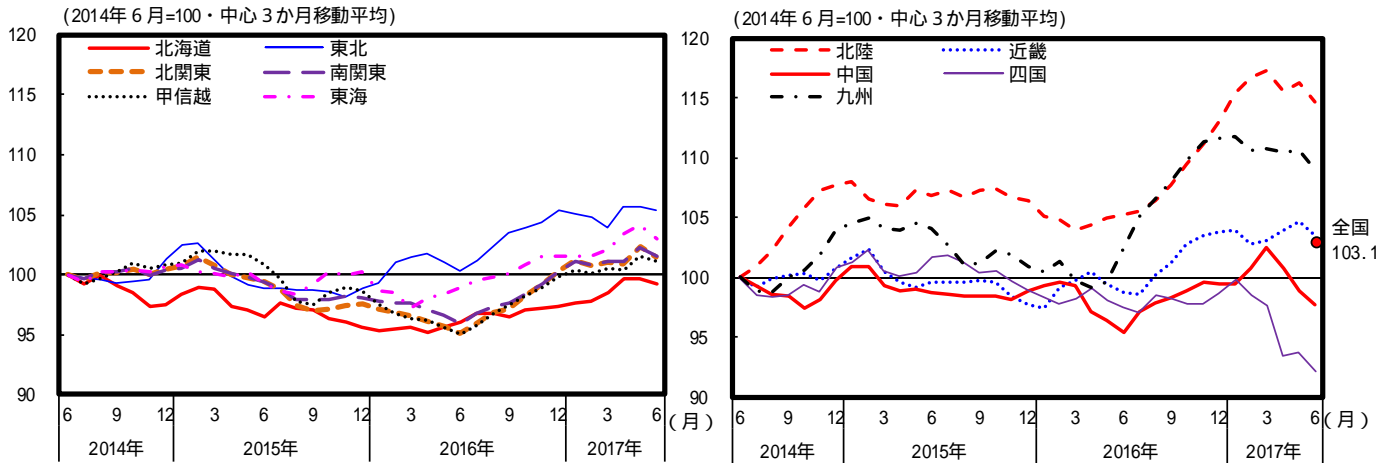 (2014年6月=100・中心3か月移動平均)
120
115
110
105
100
95
90
北海道
東北
北関東
南関東
甲信越
東海
6 9 12 3 6 9 12 3 6 9 12 3 6 (月)
2014年 2015年 2016年 2017年
(2014年6月=100・中心3か月移動平均)
120
115
110
105
100
95
90
北陸
近畿
中国
四国
九州
全国
103.1
6 9 12 3 6 9 12 3 6 9 12 3 6 (月)
2014年 2015年 2016年 2017年